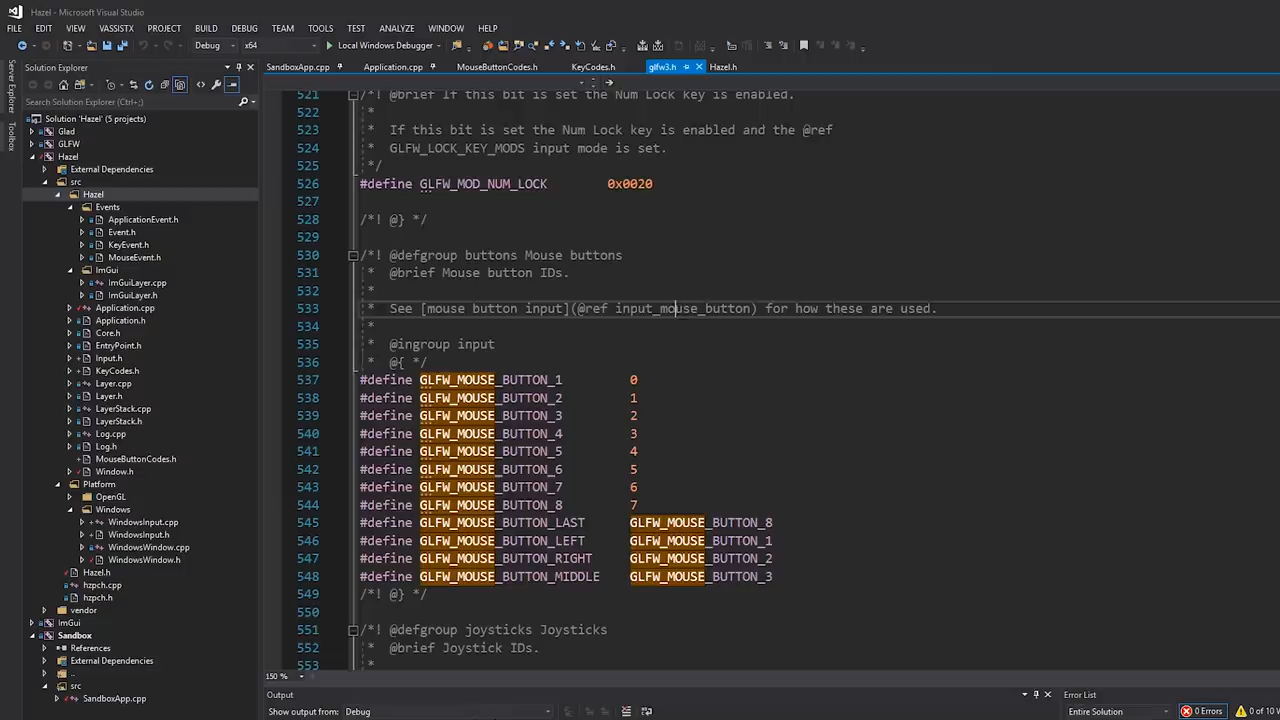 Hazel - Microsoft Visual Studio
FILE EDIT VIEW VASSISTX PROJECT BUILD DEBUG TEAM TOOLS TEST ANALYZE WINDOW HELP
Debug x64 Local Windows Debugger
Server Explorer
Toolbox
Solution Explorer
Search Solution Explorer (Ctrl+;)
Solution 'Hazel' (5 projects)
Glad
GLFW
Hazel
External Dependencies
src
Hazel
Events
ApplicationEvent.h
Event.h
KeyEvent.h
MouseEvent.h
ImGui
ImGuiLayer.cpp
ImGuiLayer.h
Application.cpp
Application.h
Core.h
EntryPoint.h
Input.h
KeyCodes.h
Layer.cpp
Layer.h
LayerStack.cpp
LayerStack.h
Log.cpp
Log.h
MouseButtonCodes.h
Window.h
Platform
OpenGL
Windows
WindowsInput.cpp
WindowsInput.h
WindowsWindow.cpp
WindowsWindow.h
Hazel.h
hzpch.cpp
hzpch.h
vendor
ImGui
Sandbox
References
External Dependencies
..
src
SandboxApp.cpp
SandboxApp.cpp Application.cpp MouseButtonCodes.h KeyCodes.h glfw3.h Hazel.h
521 /*! @brief If this bit is set the Num Lock key is enabled.
522 *
523 * If this bit is set the Num Lock key is enabled and the @ref
524 * GLFW_LOCK_KEY_MODS input mode is set.
525 */
526 #define GLFW_MOD_NUM_LOCK 0x0020
527
528 /*! @} */
529
530 /*! @defgroup buttons Mouse buttons
531 * @brief Mouse button IDs.
532 *
533 * See [mouse button input](@ref input_mouse_button) for how these are used.
534 *
535 * @ingroup input
536 * @{ */
537 #define GLFW_MOUSE_BUTTON_1 0
538 #define GLFW_MOUSE_BUTTON_2 1
539 #define GLFW_MOUSE_BUTTON_3 2
540 #define GLFW_MOUSE_BUTTON_4 3
541 #define GLFW_MOUSE_BUTTON_5 4
542 #define GLFW_MOUSE_BUTTON_6 5
543 #define GLFW_MOUSE_BUTTON_7 6
544 #define GLFW_MOUSE_BUTTON_8 7
545 #define GLFW_MOUSE_BUTTON_LAST GLFW_MOUSE_BUTTON_8
546 #define GLFW_MOUSE_BUTTON_LEFT GLFW_MOUSE_BUTTON_1
547 #define GLFW_MOUSE_BUTTON_RIGHT GLFW_MOUSE_BUTTON_2
548 #define GLFW_MOUSE_BUTTON_MIDDLE GLFW_MOUSE_BUTTON_3
549 /*! @} */
550
551 /*! @defgroup joysticks Joysticks
552 * @brief Joystick IDs.
553 *
150 %
Output
Show output from: Debug
Error List
Entire Solution 0 Errors 0 of 10 W